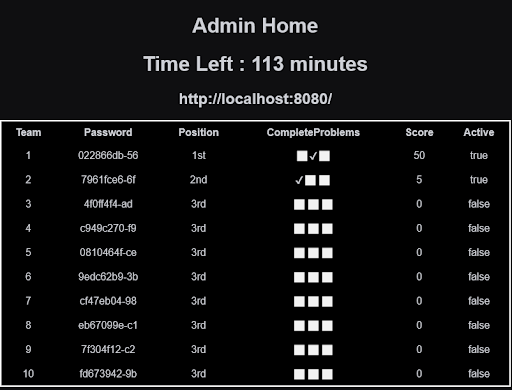 Admin Home
Time Left : 113 minutes
http://localhost:8080/
Team Password Position CompleteProblems Score Active
1 022866db-56 1st ⬜✓⬜ 50 true
2 7961fce6-6f 2nd ✓⬜⬜ 5 true
3 4f0ff4f4-ad 3rd ⬜⬜⬜ 0 false
4 c949c270-f9 3rd ⬜⬜⬜ 0 false
5 0810464f-ce 3rd ⬜⬜⬜ 0 false
6 9edc62b9-3b 3rd ⬜⬜⬜ 0 false
7 cf47eb04-98 3rd ⬜⬜⬜ 0 false
8 eb67099e-c1 3rd ⬜⬜⬜ 0 false
9 7f304f12-c2 3rd ⬜⬜⬜ 0 false
10 fd673942-9b 3rd ⬜⬜⬜ 0 false